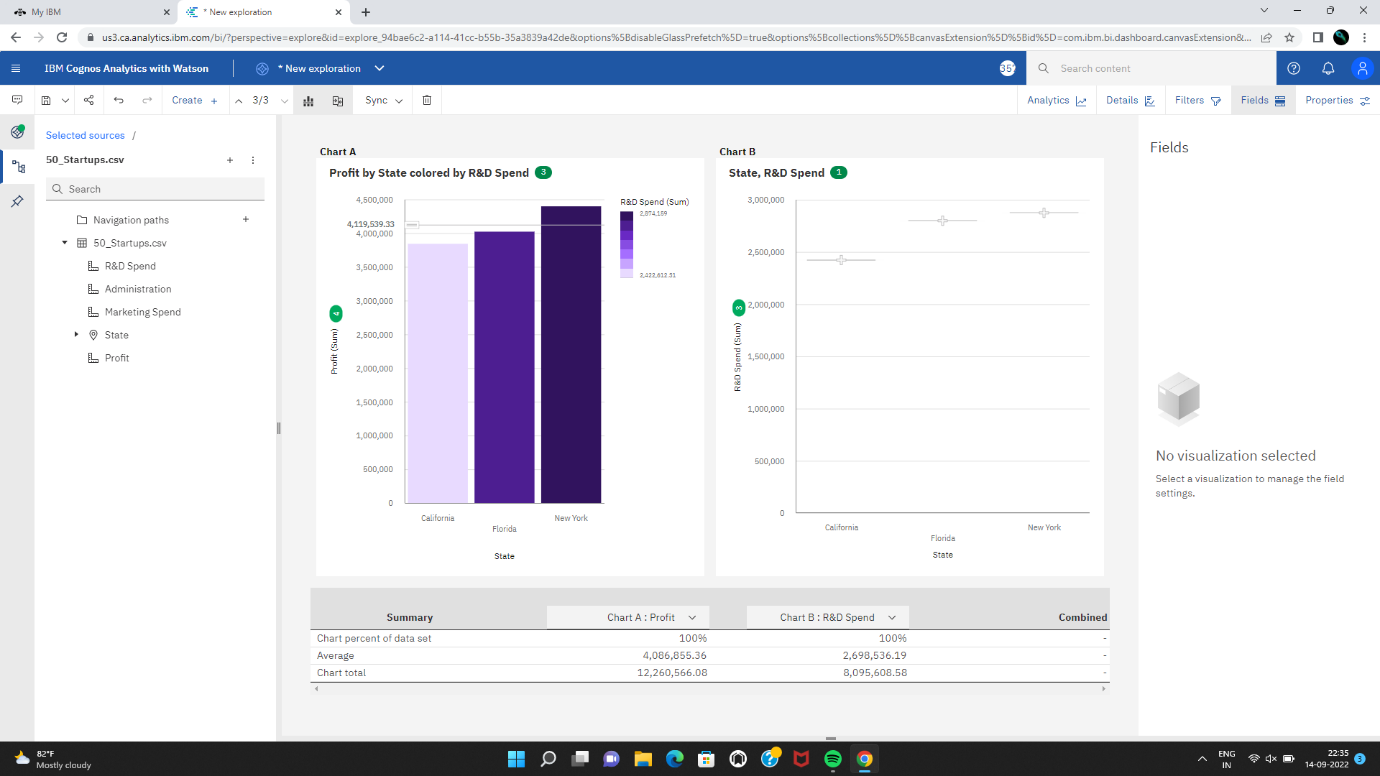 My IBM
* New exploration
us3.ca.analytics.ibm.com/bi/?perspective=explore&id=explore_94bae6c2-a114-41cc-b55b-35a3839a42de&options%5BdisableGlassPrefetch%5D=true&options%5Bcollections%5D%5BcanvasExtension%5D%5Bid%5D=com.ibm.bi.dashboard.canvasExtension&...
IBM Cognos Analytics with Watson
* New exploration
Search content
Create +
3/3
Sync
Analytics
Details
Filters
Fields
Properties
Selected sources /
50_Startups.csv
Search
Navigation paths
50_Startups.csv
R&D Spend
Administration
Marketing Spend
State
Profit
Chart A
Profit by State colored by R&D Spend 3
4,500,000
4,119,539.33
4,000,000
3,500,000
3,000,000
2,500,000
2,000,000
1,500,000
1,000,000
500,000
0
Profit (Sum)
4
California
Florida
New York
State
R&D Spend (Sum)
Chart B
State, R&D Spend 1
3,000,000
2,500,000
2,000,000
1,500,000
1,000,000
500,000
0
R&D Spend (Sum)
3
California
Florida
New York
State
Summary
Chart A : Profit
Chart B : R&D Spend
Combined
Chart percent of data set 100% 100% -
Average 4,086,855.36 2,698,536.19 -
Chart total 12,260,566.08 8,095,608.58 -
Fields
No visualization selected
Select a visualization to manage the field
settings.
82°F
Mostly cloudy
ENG
IN
22:35
14-09-2022
3